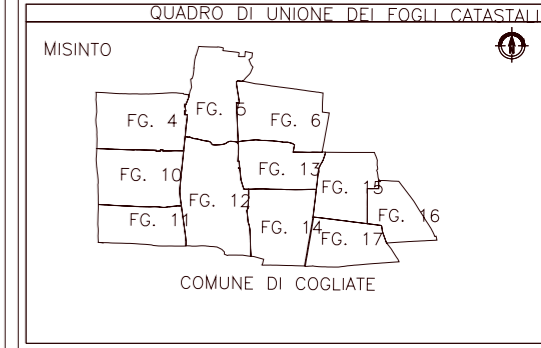 QUADRO DI UNIONE DEI FOGLI CATASTALI
MISINTO
FG. 4
FG. 5
FG. 6
FG. 10
FG. 13
FG. 15
FG. 12
FG. 11
FG. 14
FG. 16
FG. 17
COMUNE DI COGLIATE